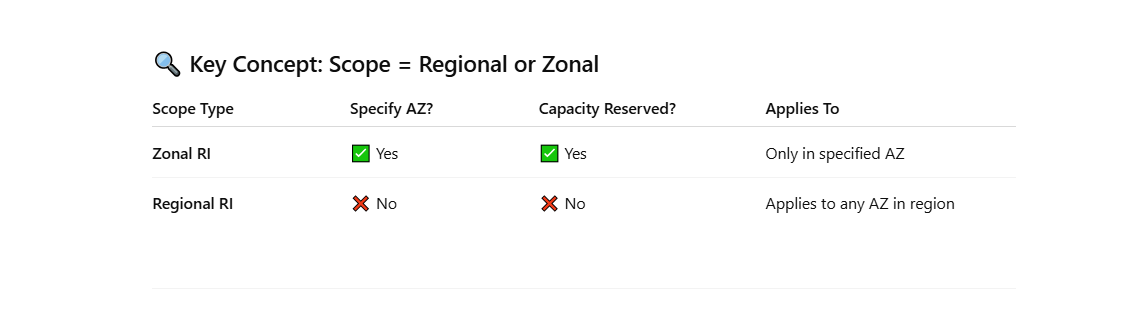 🔍 Key Concept: Scope = Regional or Zonal
Scope Type Specify AZ? Capacity Reserved? Applies To
Zonal RI ✅ Yes ✅ Yes Only in specified AZ
Regional RI ❌ No ❌ No Applies to any AZ in region